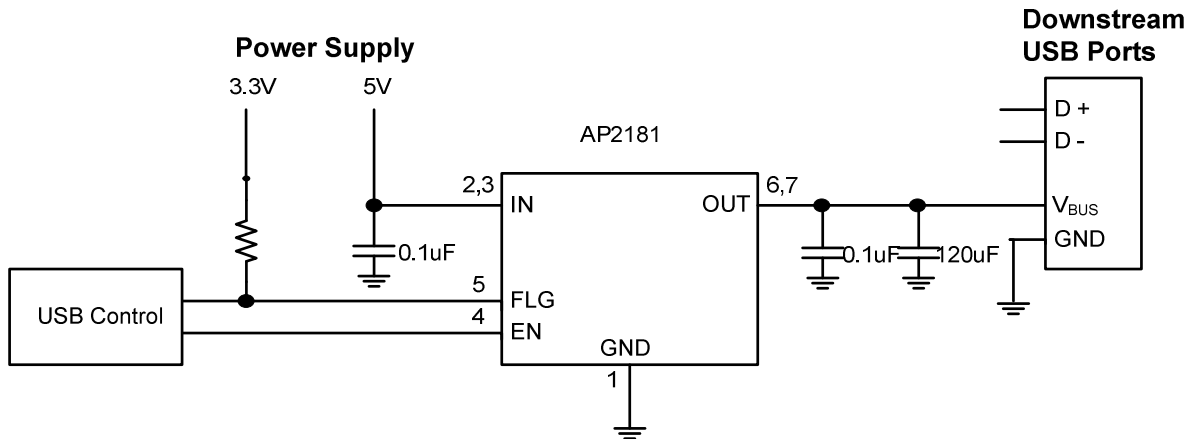 Downstream
USB Ports
Power Supply
3.3V
5V
D +
D -
AP2181
2,3
6,7
IN
OUT
V_BUS
GND
0.1uF
0.1uF
120uF
5
FLG
USB Control
4
EN
GND
1